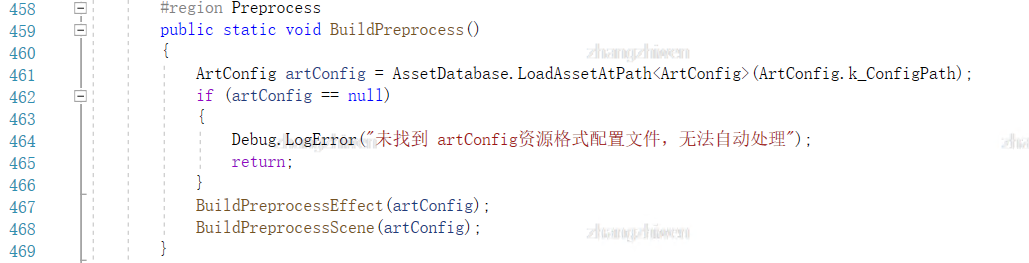 458 #region Preprocess
459 public static void BuildPreprocess()
460 {
zhangzhiwen
461 ArtConfig artConfig = AssetDatabase.LoadAssetAtPath<ArtConfig>(ArtConfig.k_ConfigPath);
462 if (artConfig == null)
463 {
464 Debug.LogError("未找到 artConfig资源格式配置文件，无法自动处理");
465 return;
466 }
467 BuildPreprocessEffect(artConfig);
468 BuildPreprocessScene(artConfig);
zhangzhiwen
469 }